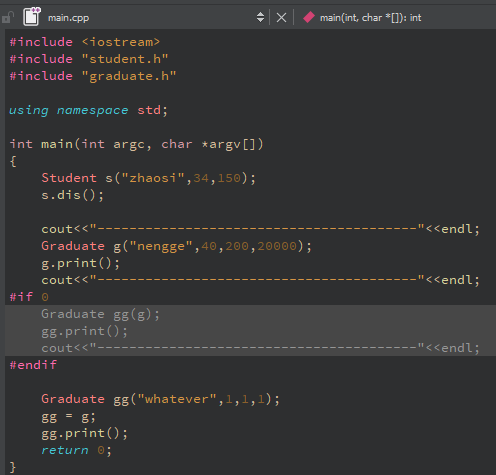 main.cpp main(int, char *[]): int
#include <iostream>
#include "student.h"
#include "graduate.h"
using namespace std;
int main(int argc, char *argv[])
{
Student s("zhaosi",34,150);
s.dis();
cout<<"----------------------------------------"<<endl;
Graduate g("nengge",40,200,20000);
g.print();
cout<<"----------------------------------------"<<endl;
#if 0
Graduate gg(g);
gg.print();
cout<<"----------------------------------------"<<endl;
#endif
Graduate gg("whatever",1,1,1);
gg = g;
gg.print();
return 0;
}